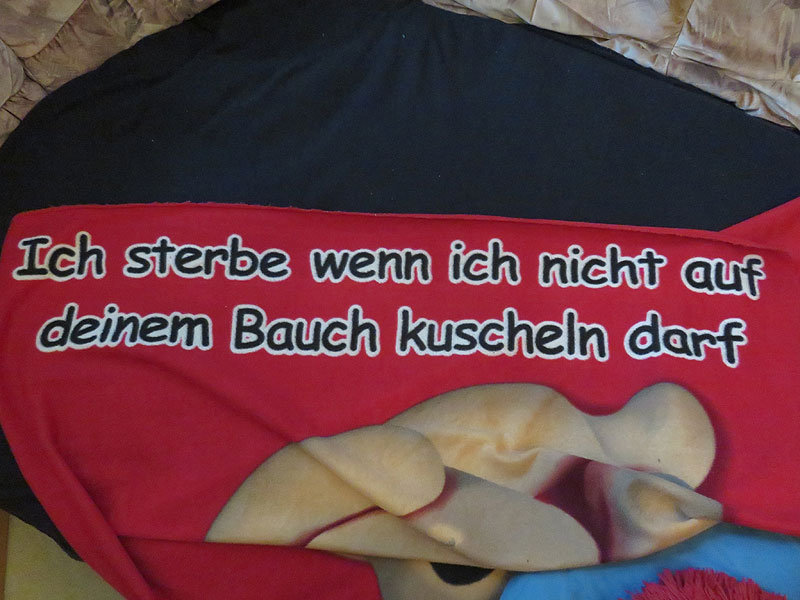 Ich sterbe wenn ich nicht auf
deinem Bauch kuscheln darf